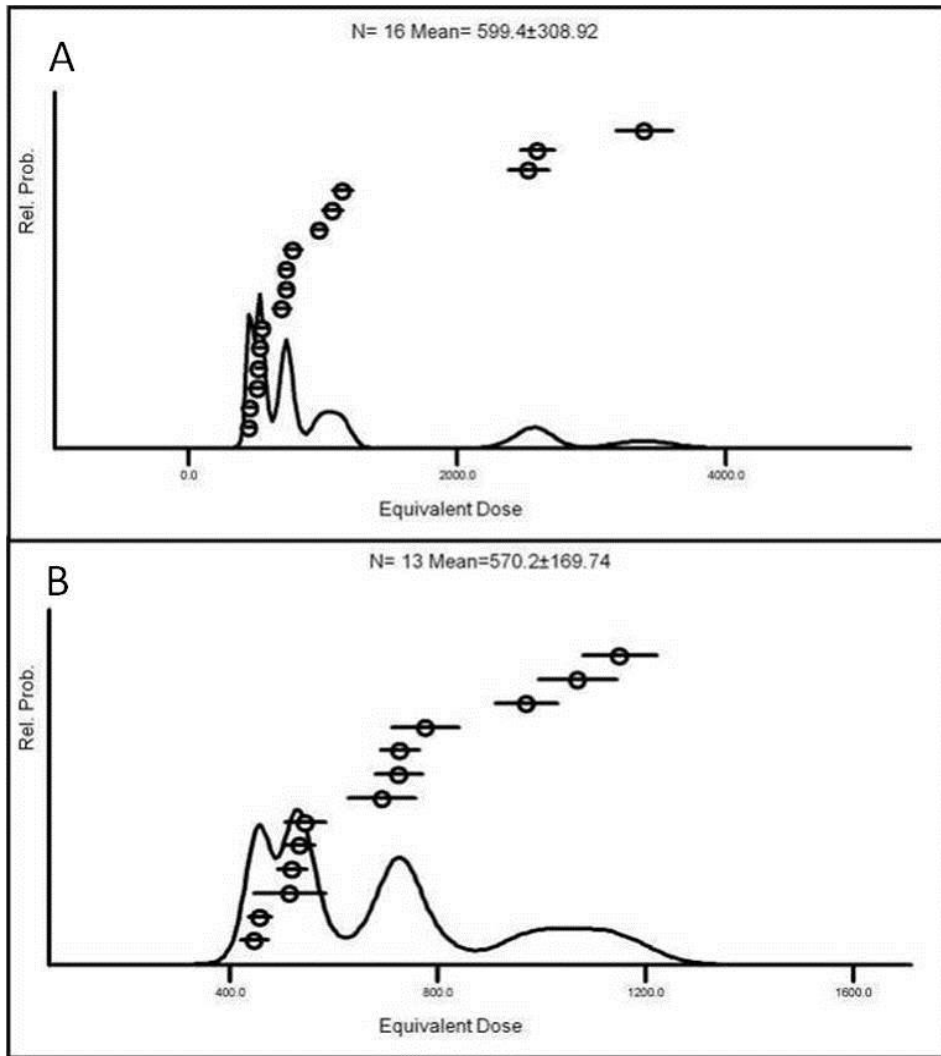 N= 16 Mean= 599.4±308.92
A
Rel. Prob.
0.0 2000.0 4000.0
Equivalent Dose
N= 13 Mean=570.2±169.74
B
Rel. Prob.
400.0 800.0 1200.0 1600.0
Equivalent Dose